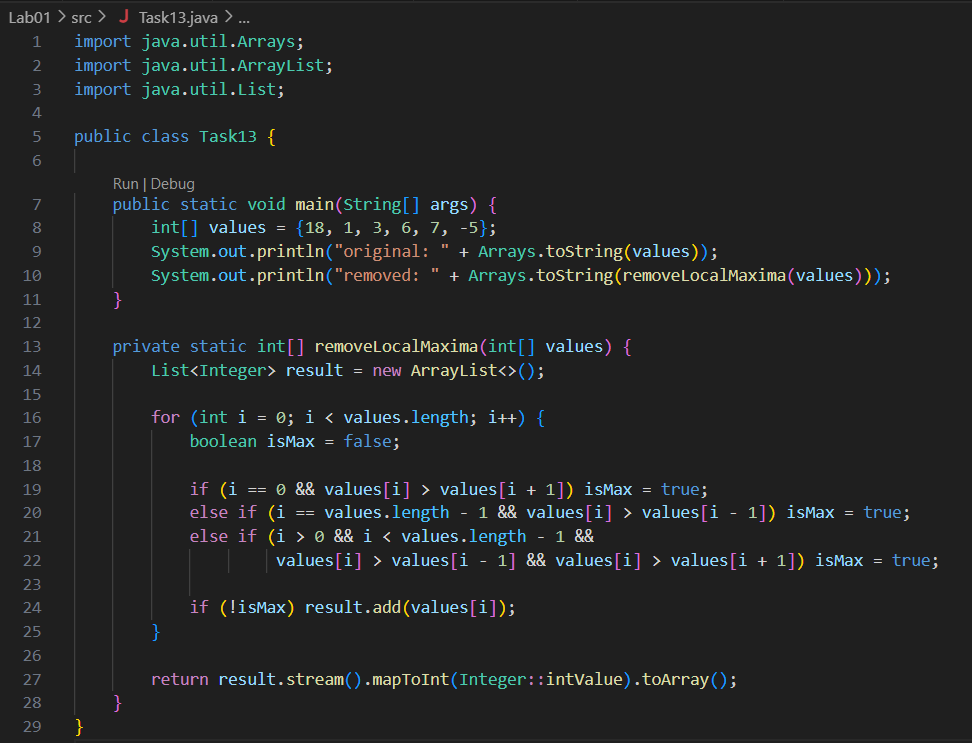 Lab01 > src > J Task13.java > ...
1 import java.util.Arrays;
2 import java.util.ArrayList;
3 import java.util.List;
4
5 public class Task13 {
6
Run | Debug
7     public static void main(String[] args) {
8         int[] values = {18, 1, 3, 6, 7, -5};
9         System.out.println("original: " + Arrays.toString(values));
10         System.out.println("removed: " + Arrays.toString(removeLocalMaxima(values)));
11     }
12
13     private static int[] removeLocalMaxima(int[] values) {
14         List<Integer> result = new ArrayList<>();
15
16         for (int i = 0; i < values.length; i++) {
17             boolean isMax = false;
18
19             if (i == 0 && values[i] > values[i + 1]) isMax = true;
20             else if (i == values.length - 1 && values[i] > values[i - 1]) isMax = true;
21             else if (i > 0 && i < values.length - 1 &&
22                      values[i] > values[i - 1] && values[i] > values[i + 1]) isMax = true;
23
24             if (!isMax) result.add(values[i]);
25         }
26
27         return result.stream().mapToInt(Integer::intValue).toArray();
28     }
29 }